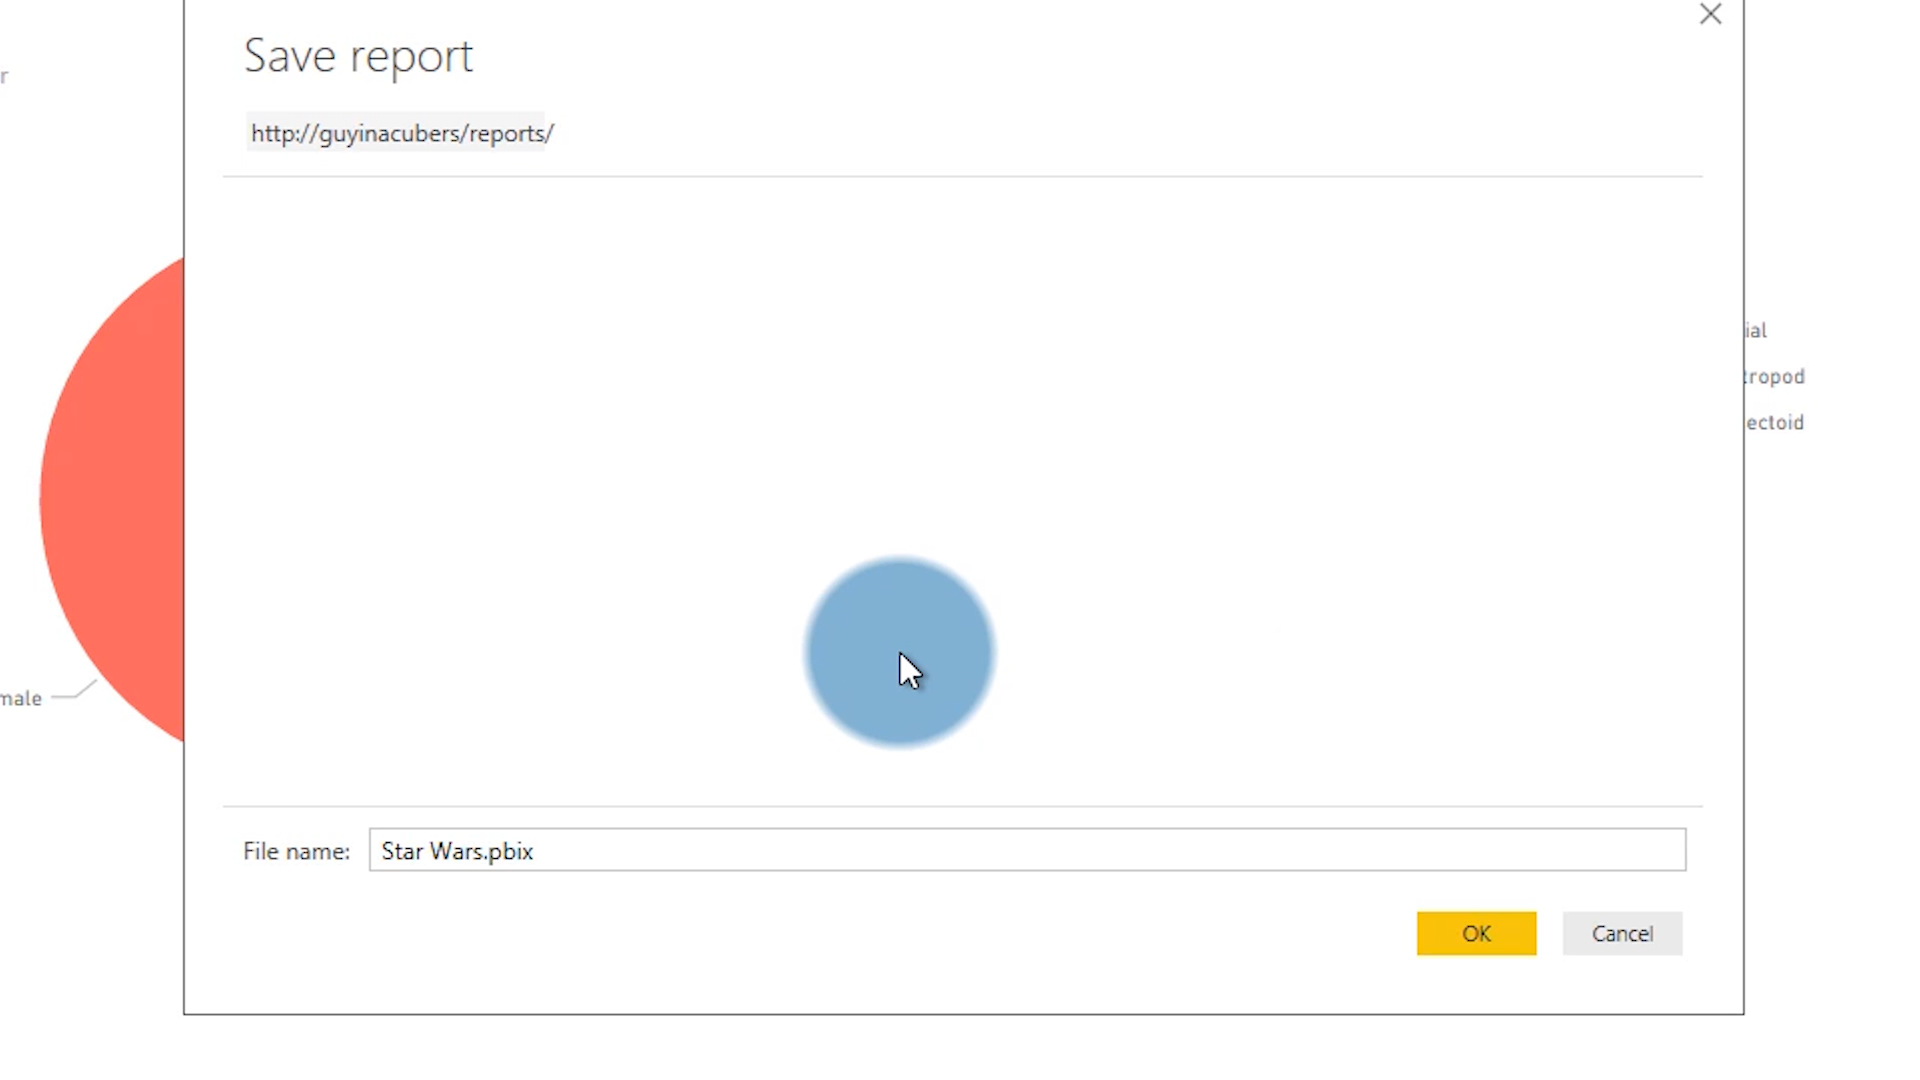 Save report
r
http://guyinacubers/reports/
ial
tropod
ectoid
male
File name: Star Wars.pbix
OK Cancel